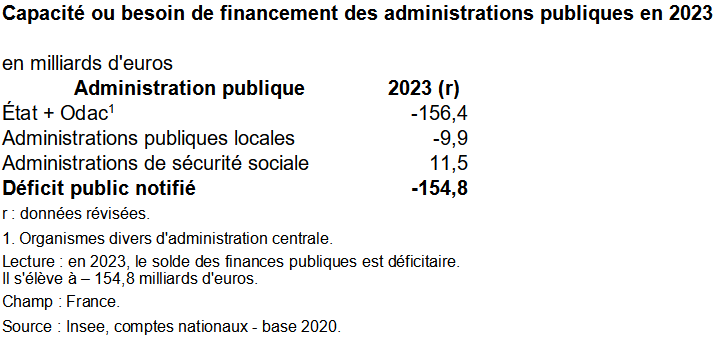 Capacité ou besoin de financement des administrations publiques en 2023
en milliards d'euros
Administration publique 2023 (r)
État + Odac¹ -156,4
Administrations publiques locales -9,9
Administrations de sécurité sociale 11,5
Déficit public notifié -154,8
r : données révisées.
1. Organismes divers d'administration centrale.
Lecture : en 2023, le solde des finances publiques est déficitaire.
Il s'élève à – 154,8 milliards d'euros.
Champ : France.
Source : Insee, comptes nationaux - base 2020.